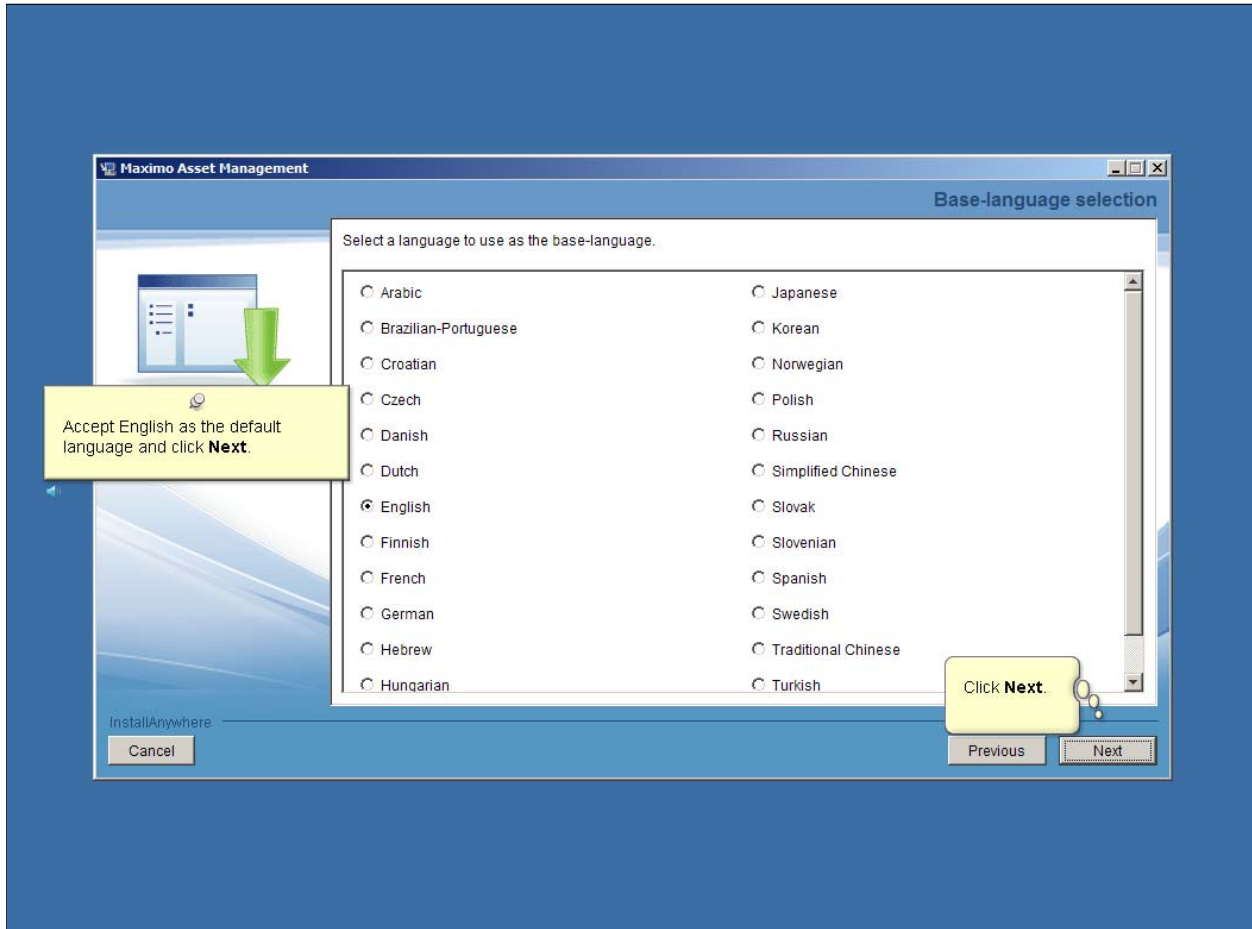 Maximo Asset Management
Base-language selection
Select a language to use as the base-language.
Arabic
Brazilian-Portuguese
Croatian
Czech
Danish
Dutch
English
Finnish
French
German
Hebrew
Hungarian
Japanese
Korean
Norwegian
Polish
Russian
Simplified Chinese
Slovak
Slovenian
Spanish
Swedish
Traditional Chinese
Turkish
Accept English as the default
language and click Next.
Click Next.
InstallAnywhere
Cancel
Previous
Next